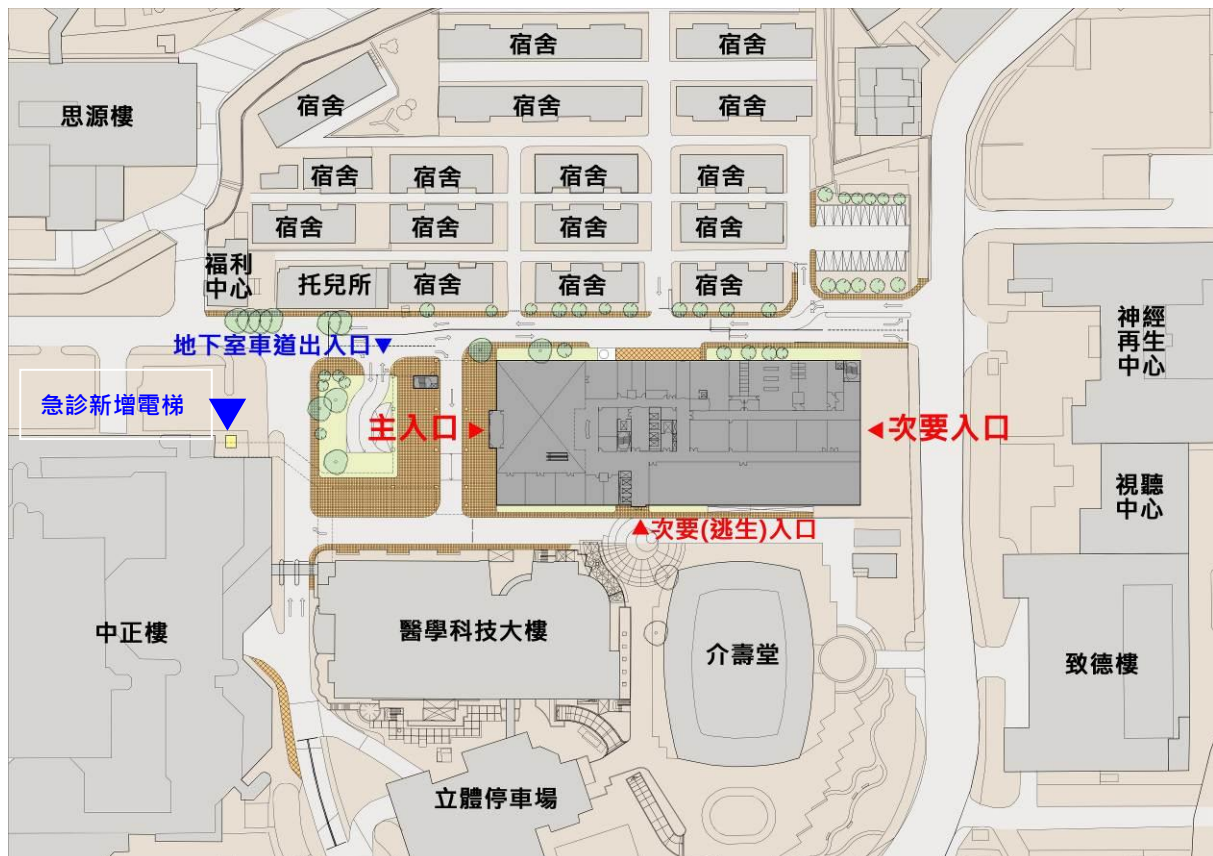 宿舍
宿舍
思源樓
宿舍
宿舍
宿舍
宿舍
宿舍
宿舍
宿舍
宿舍
宿舍
宿舍
宿舍
福利
中心
托兒所
宿舍
宿舍
宿舍
神經
再生
中心
地下室車道出入口▼
急診新增電梯
主入口▶
◀次要入口
視聽
中心
▲次要(逃生)入口
中正樓
醫學科技大樓
介壽堂
致德樓
立體停車場